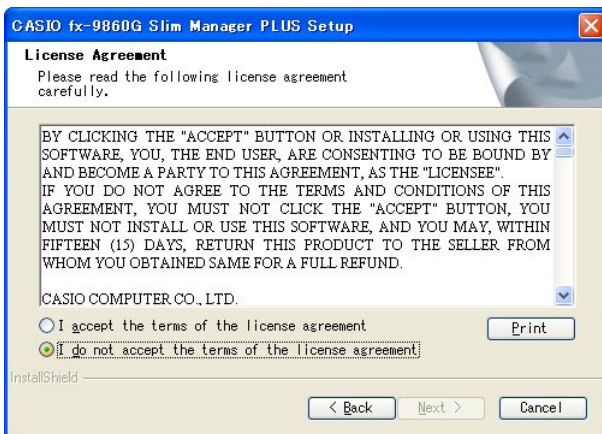 CASIO fx-9860G Slim Manager PLUS Setup
License Agreement
Please read the following license agreement
carefully.
BY CLICKING THE "ACCEPT" BUTTON OR INSTALLING OR USING THIS
SOFTWARE, YOU, THE END USER, ARE CONSENTING TO BE BOUND BY
AND BECOME A PARTY TO THIS AGREEMENT, AS THE "LICENSEE".
IF YOU DO NOT AGREE TO THE TERMS AND CONDITIONS OF THIS
AGREEMENT, YOU MUST NOT CLICK THE "ACCEPT" BUTTON, YOU
MUST NOT INSTALL OR USE THIS SOFTWARE, AND YOU MAY, WITHIN
FIFTEEN (15) DAYS, RETURN THIS PRODUCT TO THE SELLER FROM
WHOM YOU OBTAINED SAME FOR A FULL REFUND.
CASIO COMPUTER CO., LTD.
I accept the terms of the license agreement
Print
I do not accept the terms of the license agreement
InstallShield
< Back Next > Cancel